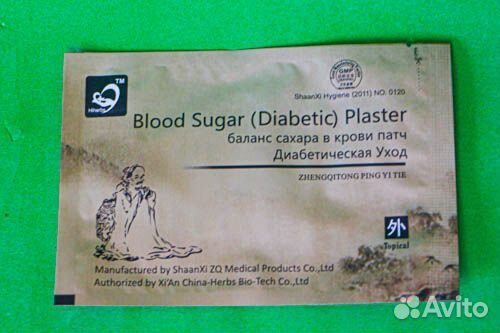 TM
Hiherbs
GMP
ShaanXi Hygiene (2011) NO. 0120
Blood Sugar (Diabetic) Plaster
баланс сахара в крови патч
Диабетическая Уход
ZHENGQITONG PING YI TIE
外
Topical
Manufactured by ShaanXi ZQ Medical Products Co.,Ltd
Authorized by Xi'An China-Herbs Bio-Tech Co.,Ltd
Avito